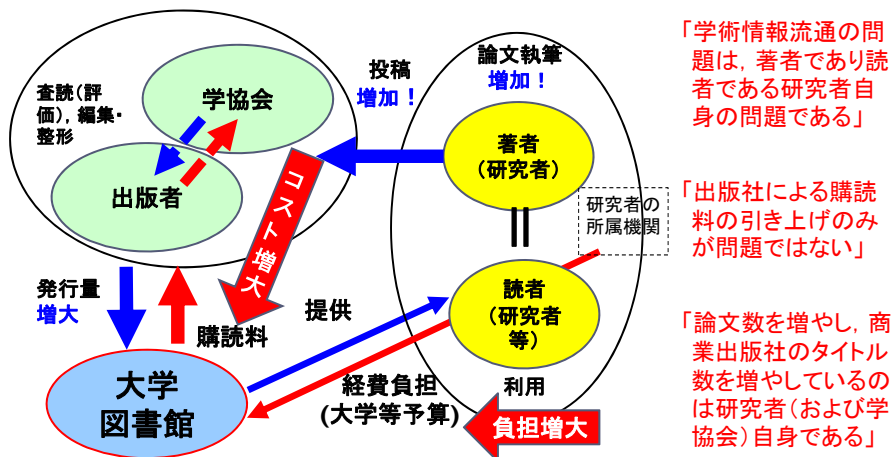 査読(評
価), 編集・
整形
学協会
出版者
投稿
増加！
論文執筆
増加！
著者
(研究者)
研究者の
所属機関
コスト増大
||
読者
(研究者
等)
発行量
増大
購読料
提供
大学
図書館
経費負担
(大学等予算)
利用
負担増大
「学術情報流通の問
題は, 著者であり読
者である研究者自
身の問題である」
「出版社による購読
料の引き上げのみ
が問題ではない」
「論文数を増やし, 商
業出版社のタイトル
数を増やしているの
は研究者(および学
協会)自身である」